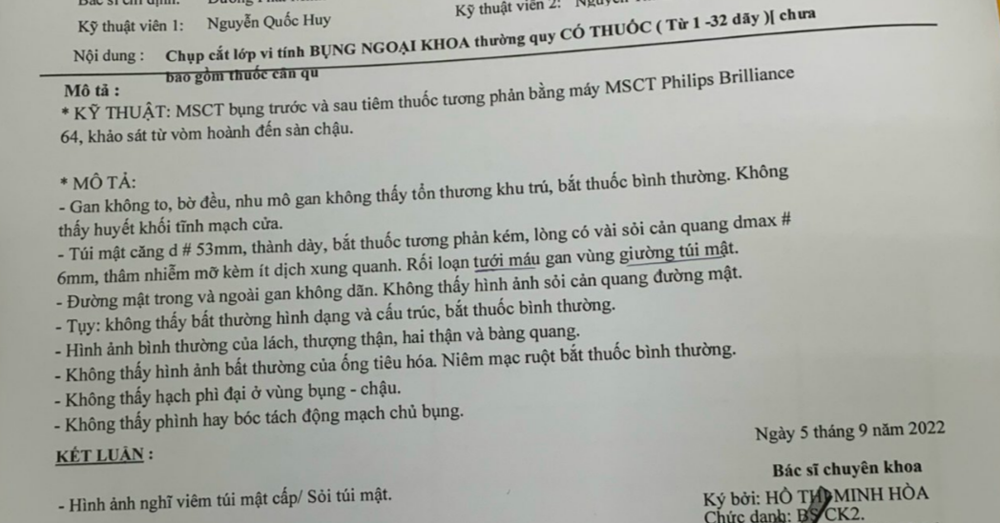 Kỹ thuật viên 2:
Kỹ thuật viên 1: Nguyễn Quốc Huy
Nội dung : Chụp cắt lớp vi tính BỤNG NGOẠI KHOA thường quy CÓ THUỐC ( Từ 1 -32 dãy )[ chưa
bao gồm thuốc cản qu
Mô tả :
* KỸ THUẬT: MSCT bụng trước và sau tiêm thuốc tương phản bằng máy MSCT Philips Brilliance
64, khảo sát từ vòm hoành đến sàn chậu.
* MÔ TẢ:
- Gan không to, bờ đều, nhu mô gan không thấy tổn thương khu trú, bắt thuốc bình thường. Không
thấy huyết khối tĩnh mạch cửa.
- Túi mật căng d # 53mm, thành dày, bắt thuốc tương phản kém, lòng có vài sỏi cản quang dmax #
6mm, thâm nhiễm mỡ kèm ít dịch xung quanh. Rối loạn tưới máu gan vùng giường túi mật.
- Đường mật trong và ngoài gan không dãn. Không thấy hình ảnh sỏi cản quang đường mật.
- Tụy: không thấy bất thường hình dạng và cấu trúc, bắt thuốc bình thường.
- Hình ảnh bình thường của lách, thượng thận, hai thận và bàng quang.
- Không thấy hình ảnh bất thường của ống tiêu hóa. Niêm mạc ruột bắt thuốc bình thường.
- Không thấy hạch phì đại ở vùng bụng - chậu.
- Không thấy phình hay bóc tách động mạch chủ bụng.
Ngày 5 tháng 9 năm 2022
KẾT LUẬN :
Bác sĩ chuyên khoa
- Hình ảnh nghĩ viêm túi mật cấp/ Sỏi túi mật.
Ký bởi: HỒ THỊ MINH HÒA
Chức danh: BS CK2.